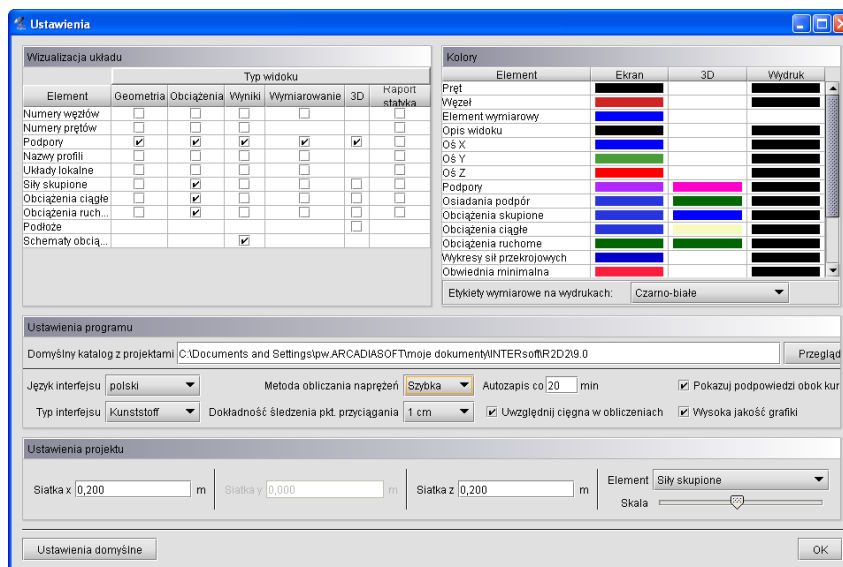 Ustawienia
Wizualizacja układu
Typ widoku
Element Geometria Obciążenia Wyniki Wymiarowanie 3D Raport statyka
Numery węzłów
Numery prętów
Podpory
Nazwy profili
Układy lokalne
Siły skupione
Obciążenia ciągłe
Obciążenia ruch...
Podłoże
Schematy obcią...
Kolory
Element Ekran 3D Wydruk
Pręt
Węzeł
Element wymiarowy
Opis widoku
Oś X
Oś Y
Oś Z
Podpory
Osiadania podpór
Obciążenia skupione
Obciążenia ciągłe
Obciążenia ruchome
Wykresy sił przekrojowych
Obwiednia minimalna
Etykiety wymiarowe na wydrukach: Czarno-białe
Ustawienia programu
Domyślny katalog z projektami C:\Documents and Settings\pw.ARCADIASOFT\moje dokumenty\INTERsoft\R2D2\9.0 Przegląd
Język interfejsu polski Metoda obliczania naprężeń Szybka Autozapis co 20 min Pokazuj podpowiedzi obok kur
Typ interfejsu Kunststoff Dokładność śledzenia pkt. przyciągania 1 cm Uwzględnij cięgna w obliczeniach Wysoka jakość grafiki
Ustawienia projektu
Siatka x 0,200 m Siatka y 0,000 m Siatka z 0,200 m Element Siły skupione
Skala
Ustawienia domyślne OK